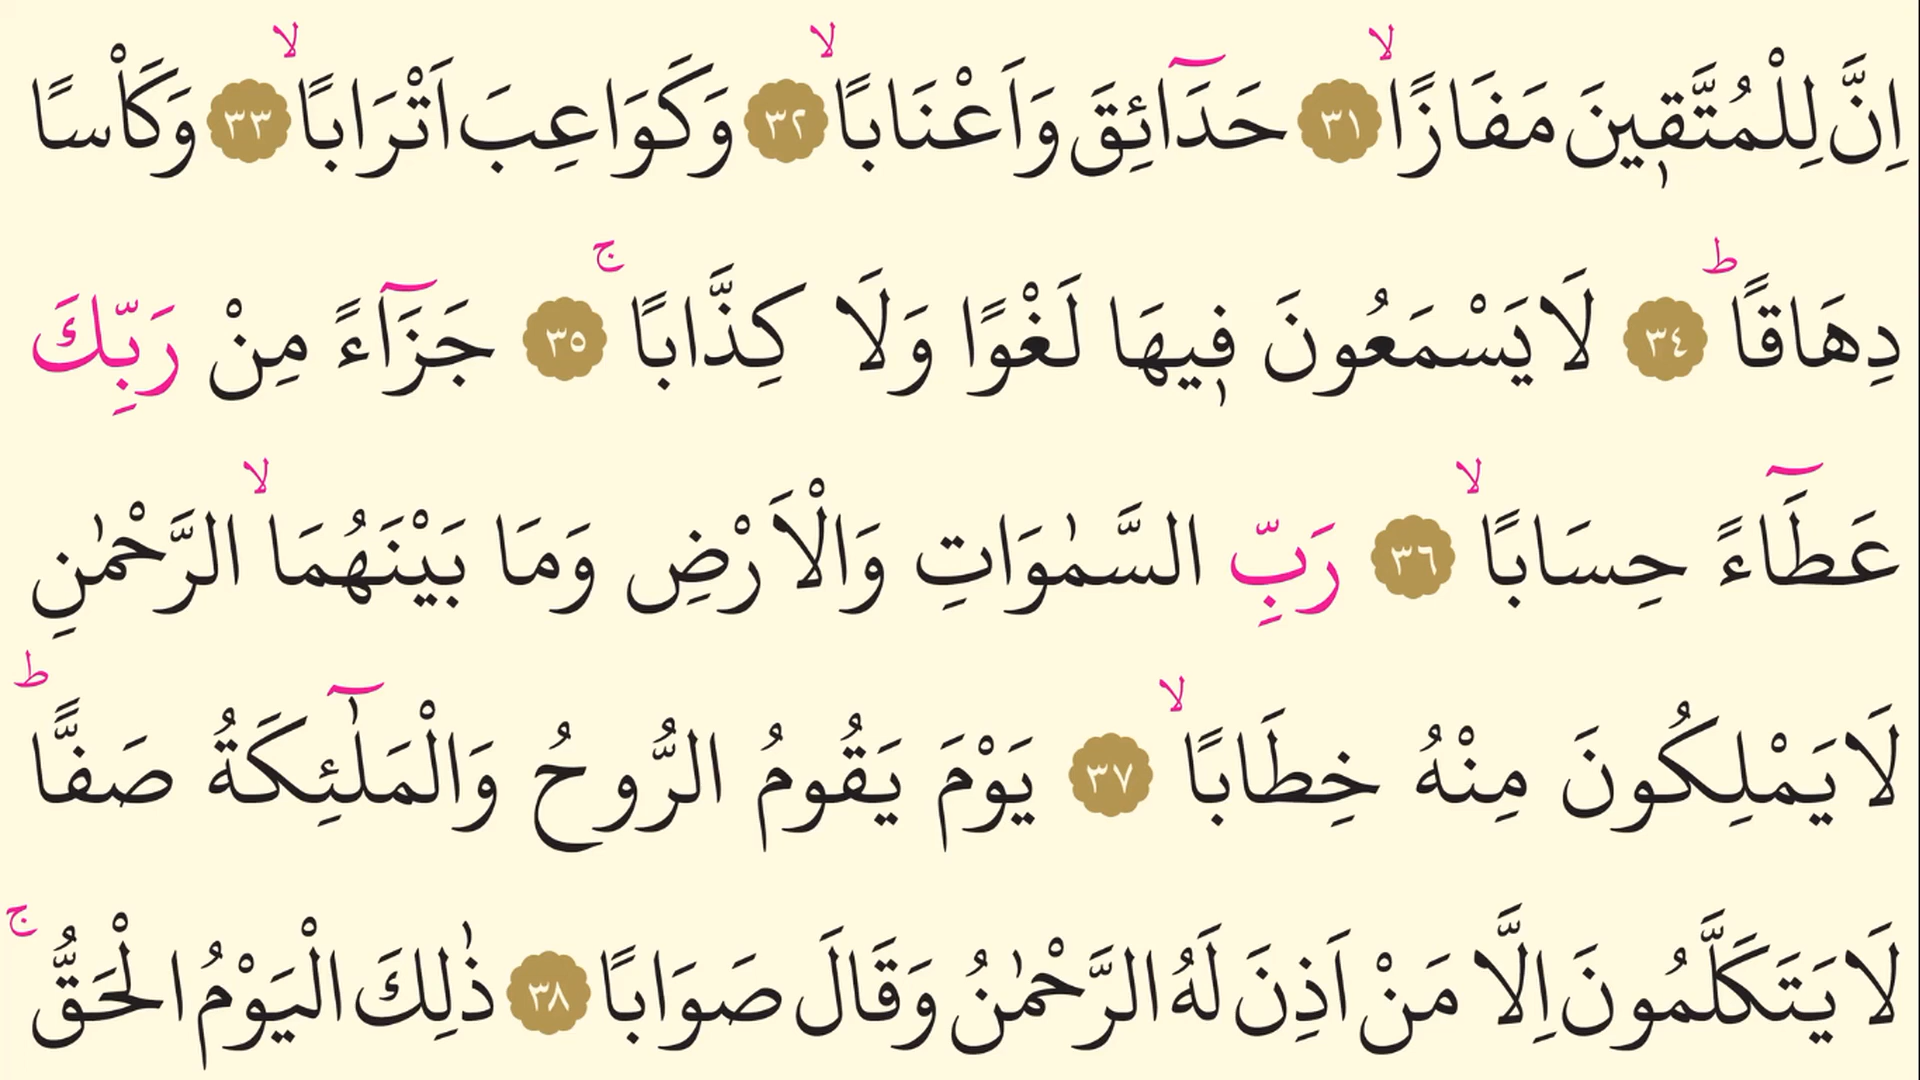 اِنَّ لِلْمُتَّق۪ينَ مَفَازًاۙ ﴿٣١﴾ حَدَٓائِقَ وَاَعْنَابًاۙ ﴿٣٢﴾ وَكَوَاعِبَ اَتْرَابًاۙ ﴿٣٣﴾ وَكَأْسًا
دِهَاقًاۜ ﴿٣٤﴾ لَا يَسْمَعُونَ ف۪يهَا لَغْوًا وَلَا كِذَّابًاۚ ﴿٣٥﴾ جَزَٓاءً مِنْ رَبِّكَ
عَطَٓاءً حِسَابًاۙ ﴿٣٦﴾ رَبِّ السَّمٰوَاتِ وَالْاَرْضِ وَمَا بَيْنَهُمَاۙ الرَّحْمٰنِ
لَا يَمْلِكُونَ مِنْهُ خِطَابًاۙ ﴿٣٧﴾ يَوْمَ يَقُومُ الرُّوحُ وَالْمَلٰٓئِكَةُ صَفًّاۜ
لَا يَتَكَلَّمُونَ اِلَّا مَنْ اَذِنَ لَهُ الرَّحْمٰنُ وَقَالَ صَوَابًا ﴿٣٨﴾ ذٰلِكَ الْيَوْمُ الْحَقُّۚ